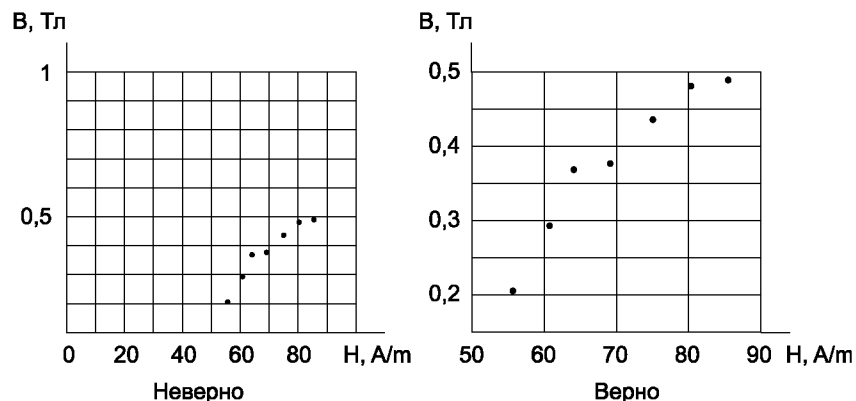 В, Тл
1
0,5
0 20 40 60 80 Н, А/m
Неверно
В, Тл
0,5
0,4
0,3
0,2
50 60 70 80 90 Н, А/m
Верно